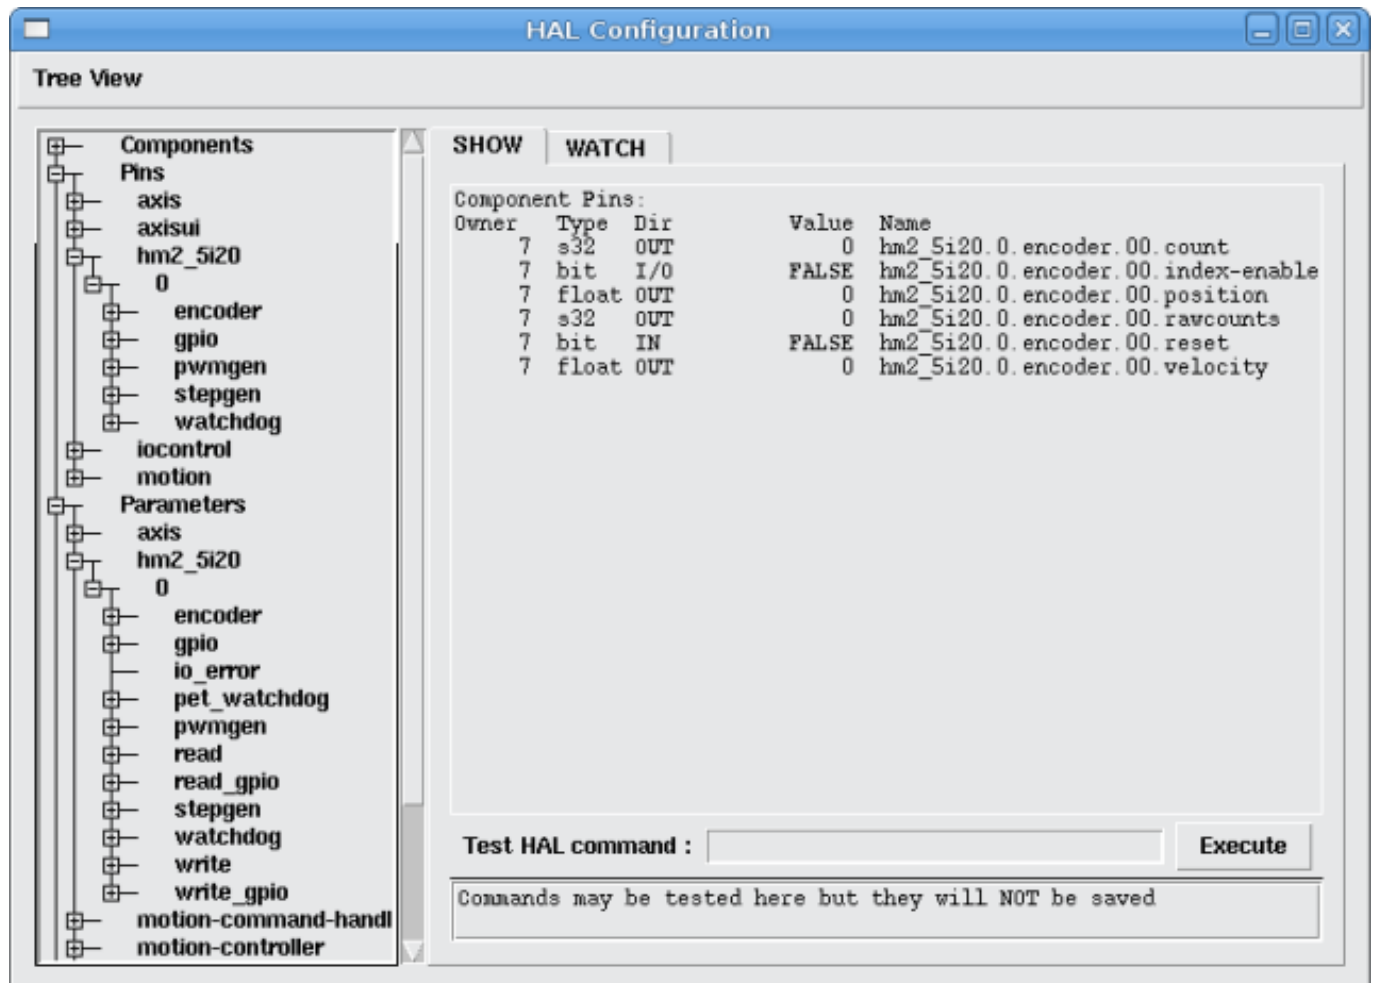 HAL Configuration
Tree View
Components
Pins
axis
axisui
hm2_5i20
0
encoder
gpio
pwmgen
stepgen
watchdog
iocontrol
motion
Parameters
axis
hm2_5i20
0
encoder
gpio
io_error
pet_watchdog
pwmgen
read
read_gpio
stepgen
watchdog
write
write_gpio
motion-command-handl
motion-controller
SHOW WATCH
Component Pins:
Owner Type Dir Value Name
7 s32 OUT 0 hm2_5i20.0.encoder.00.count
7 bit I/O FALSE hm2_5i20.0.encoder.00.index-enable
7 float OUT 0 hm2_5i20.0.encoder.00.position
7 s32 OUT 0 hm2_5i20.0.encoder.00.rawcounts
7 bit IN FALSE hm2_5i20.0.encoder.00.reset
7 float OUT 0 hm2_5i20.0.encoder.00.velocity
Test HAL command : Execute
Commands may be tested here but they will NOT be saved